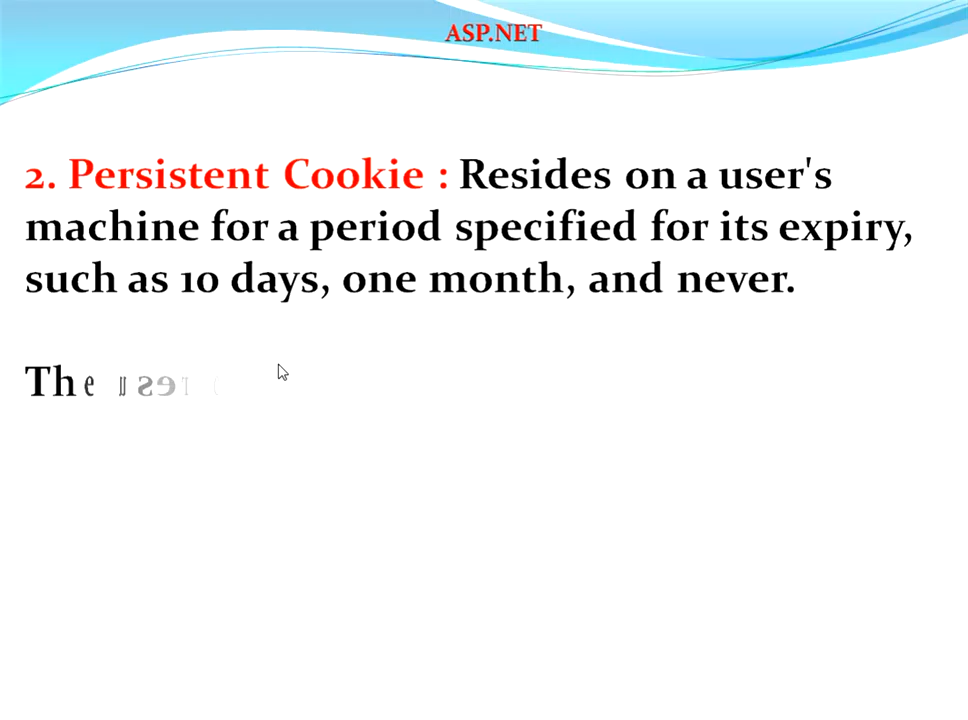 ASP.NET
2. Persistent Cookie : Resides on a user's
machine for a period specified for its expiry,
such as 10 days, one month, and never.
The user